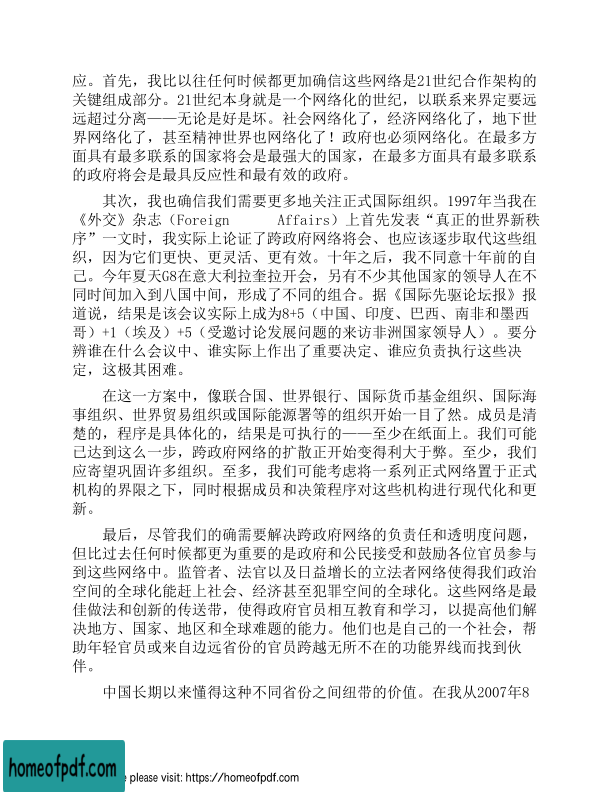 应。首先，我比以往任何时候都更加确信这些网络是21世纪合作架构的
关键组成部分。21世纪本身就是一个网络化的世纪，以联系来界定要远
远超过分离——无论是好是坏。社会网络化了，经济网络化了，地下世
界网络化了，甚至精神世界也网络化了！政府也必须网络化。在最多方
面具有最多联系的国家将会是最强大的国家，在最多方面具有最多联系
的政府将会是最具反应性和最有效的政府。
其次，我也确信我们需要更多地关注正式国际组织。1997年当我在
《外交》杂志（Foreign Affairs）上首先发表“真正的世界新秩
序”一文时，我实际上论证了跨政府网络将会、也应该逐步取代这些组
织，因为它们更快、更灵活、更有效。十年之后，我不同意十年前的自
己。今年夏天G8在意大利拉奎拉开会，另有不少其他国家的领导人在不
同时间加入到八国中间，形成了不同的组合。据《国际先驱论坛报》报
道说，结果是该会议实际上成为8+5（中国、印度、巴西、南非和墨西
哥）+1（埃及）+5（受邀讨论发展问题的来访非洲国家领导人）。要分
辨谁在什么会议中、谁实际上作出了重要决定、谁应负责执行这些决
定，这极其困难。
在这一方案中，像联合国、世界银行、国际货币基金组织、国际海
事组织、世界贸易组织或国际能源署等的组织开始一目了然。成员是清
楚的，程序是具体化的，结果是可执行的——至少在纸面上。我们可能
已达到这么一步，跨政府网络的扩散正开始变得利大于弊。至少，我们
应寄望巩固许多组织。至多，我们可能考虑将一系列正式网络置于正式
机构的界限之下，同时根据成员和决策程序对这些机构进行现代化和更
新。
最后，尽管我们的确需要解决跨政府网络的负责任和透明度问题，
但比过去任何时候都更为重要的是政府和公民接受和鼓励各位官员参与
到这些网络中。监管者、法官以及日益增长的立法者网络使得我们政治
空间的全球化能赶上社会、经济甚至犯罪空间的全球化。这些网络是最
佳做法和创新的传送带，使得政府官员相互教育和学习，以提高他们解
决地方、国家、地区和全球难题的能力。他们也是自己的一个社会，帮
助年轻官员或来自边远省份的官员跨越无所不在的功能界线而找到伙
伴。
中国长期以来懂得这种不同省份之间纽带的价值。在我从2007年8
homeofpdf.com
please visit: https://homeofpdf.com